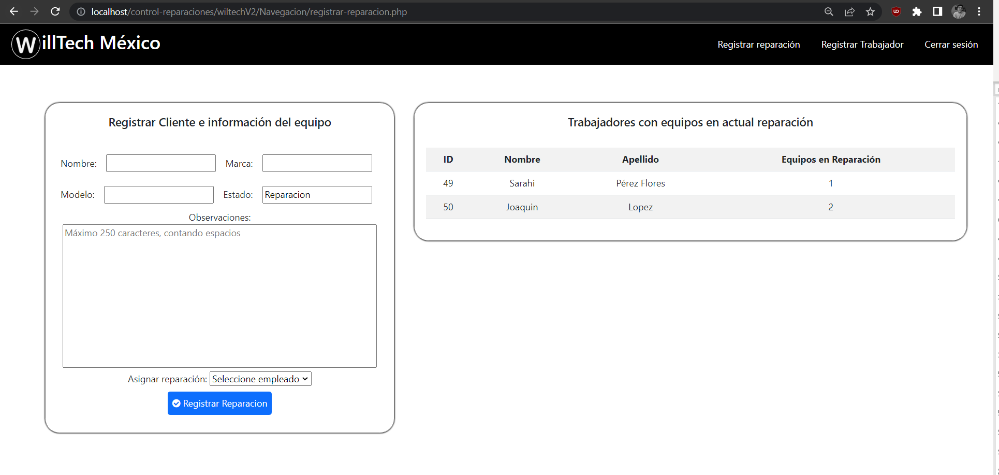 localhost/control-reparaciones/wiltechV2/Navegacion/registrar-reparacion.php
WillTech México
Registrar reparación Registrar Trabajador Cerrar sesión
Registrar Cliente e información del equipo
Nombre: Marca:
Modelo: Estado: Reparacion
Observaciones:
Máximo 250 caracteres, contando espacios
Asignar reparación: Seleccione empleado
Registrar Reparacion
Trabajadores con equipos en actual reparación
ID Nombre Apellido Equipos en Reparación
49 Sarahi Pérez Flores 1
50 Joaquin Lopez 2